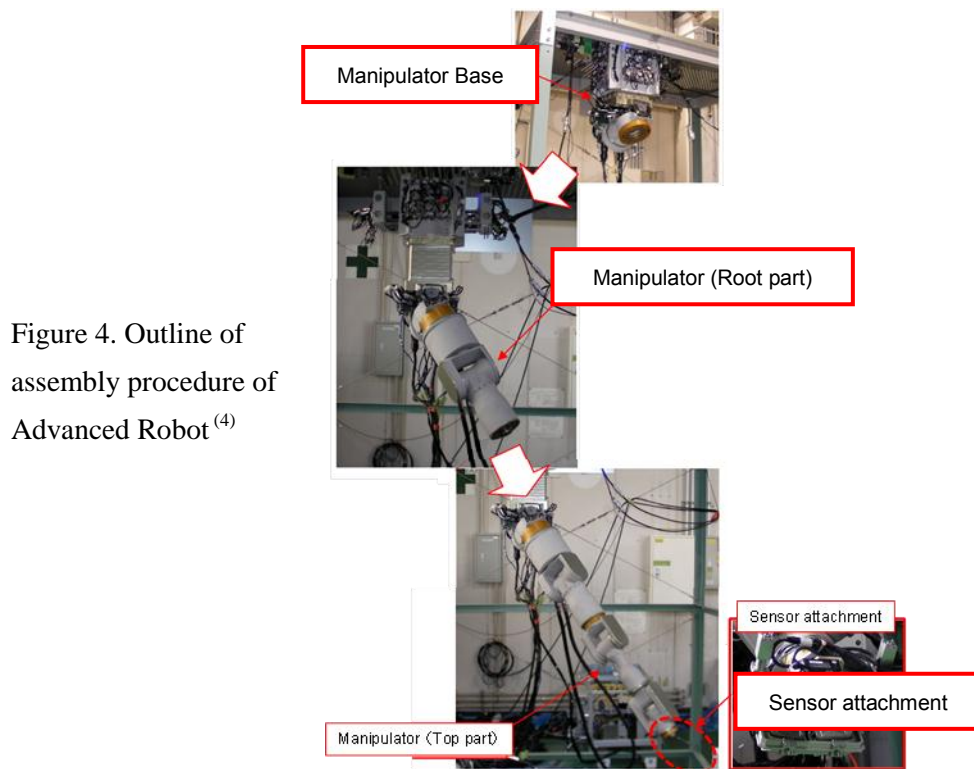 Manipulator Base
Manipulator (Root part)
Figure 4. Outline of
assembly procedure of
Advanced Robot (4)
Sensor attachment
Sensor attachment
Manipulator (Top part)